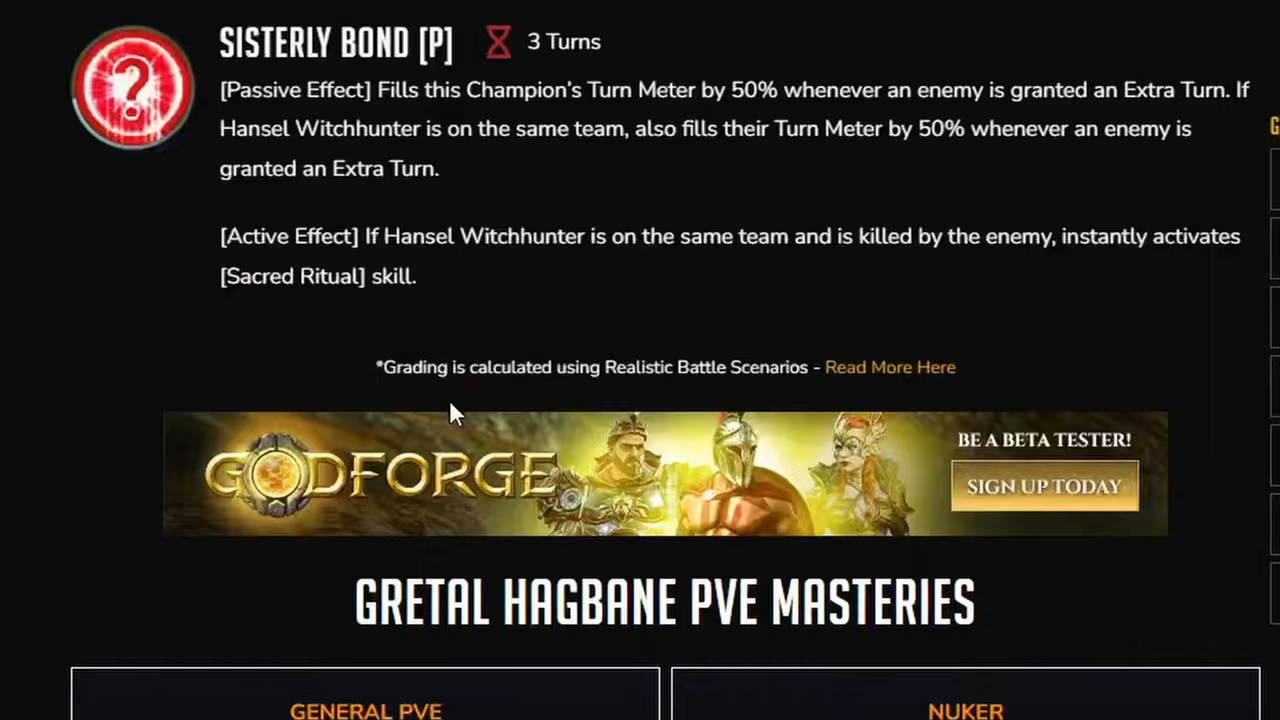 SISTERLY BOND [P]
3 Turns
[Passive Effect] Fills this Champion's Turn Meter by 50% whenever an enemy is granted an Extra Turn. If
Hansel Witchhunter is on the same team, also fills their Turn Meter by 50% whenever an enemy is
granted an Extra Turn.
[Active Effect] If Hansel Witchhunter is on the same team and is killed by the enemy, instantly activates
[Sacred Ritual] skill.
*Grading is calculated using Realistic Battle Scenarios - Read More Here
GODFORGE
BE A BETA TESTER!
SIGN UP TODAY
GRETAL HAGBANE PVE MASTERIES
GENERAL PVE
NUKER